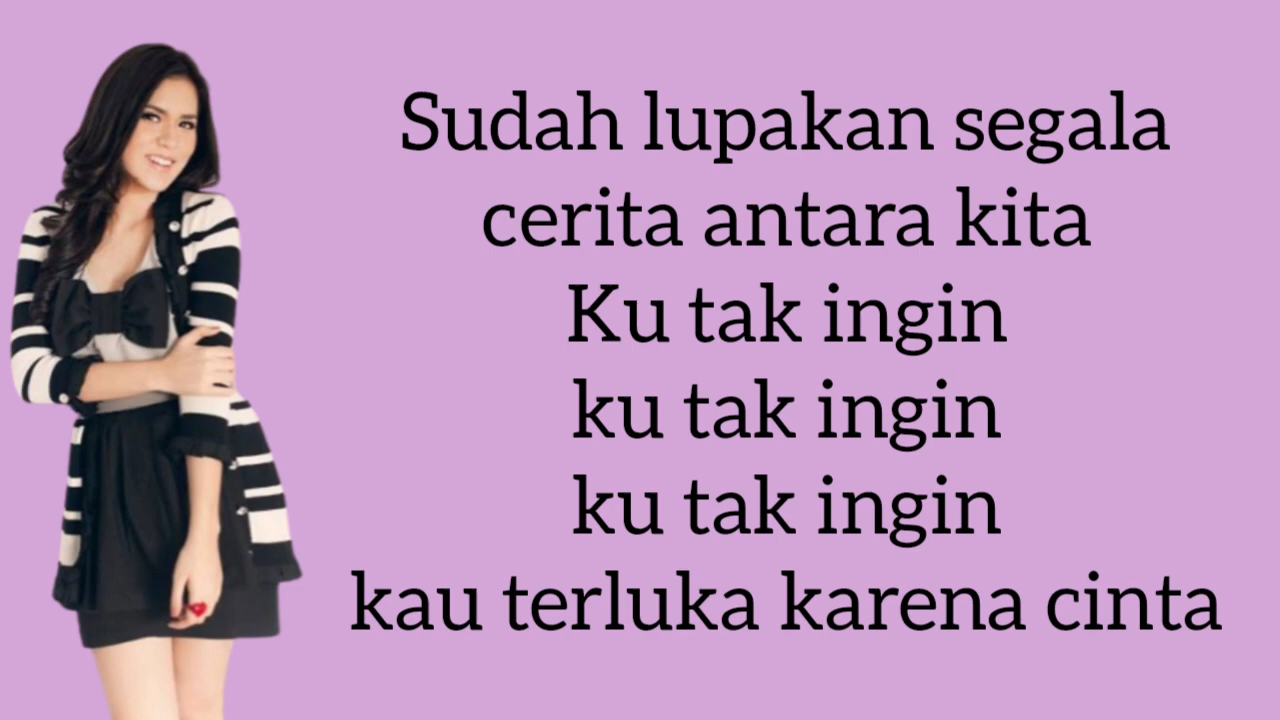 Sudah lupakan segala
cerita antara kita
Ku tak ingin
ku tak ingin
ku tak ingin
kau terluka karena cinta